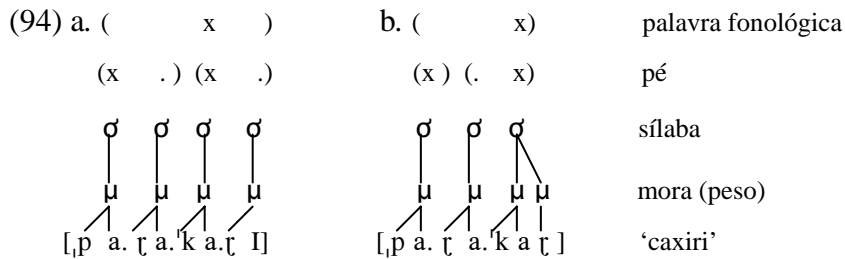 (94) a. ( x ) b. ( x) palavra fonológica
(x . ) (x .) (x ) (. x) pé
σ σ σ σ σ σ σ sílaba
μ μ μ μ μ μ μ μ mora (peso)
[ˌp a. ɽ a.ˈk a.ɽ I] [ˌp a. ɽ a.ˈk a ɽ ] ‘caxiri’